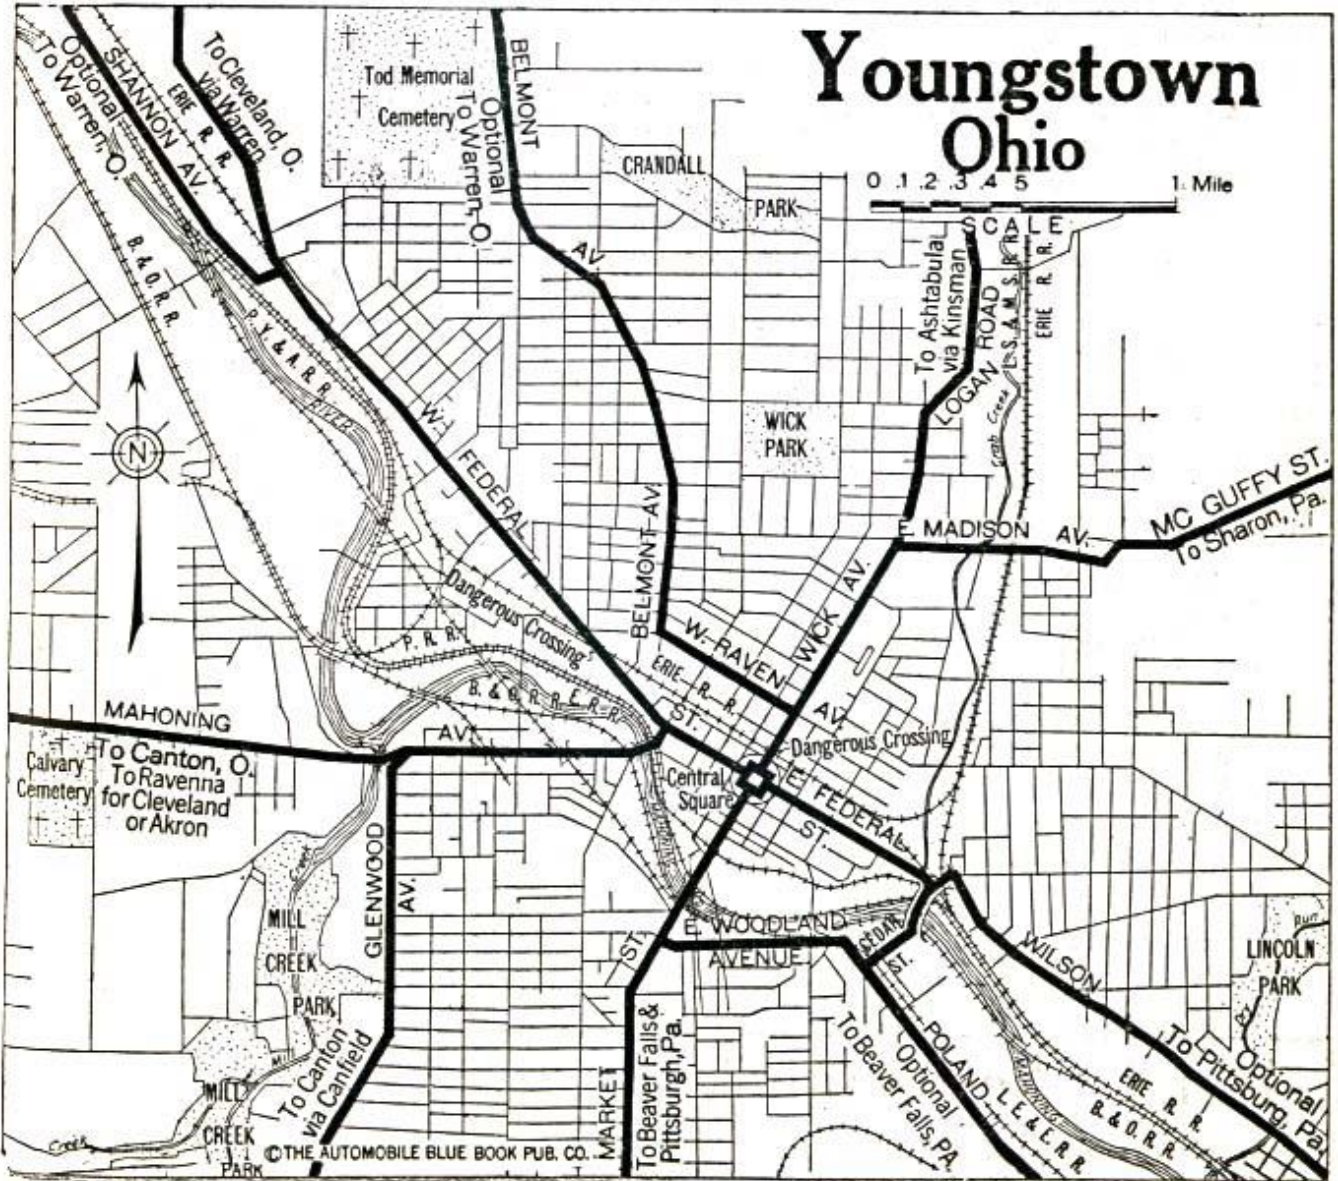 Youngstown
Ohio
0 .1 .2 .3 .4 5 1 Mile
SCALE
Optional
To Warren, O.
SHANNON AV.
ERIE R. R.
To Cleveland, O.
via Warren
Tod Memorial
Cemetery
BELMONT
Optional
To Warren, O.
AV.
CRANDALL
PARK
To Ashtabula
via Kinsman
LOGAN ROAD
L. S. & M. S. R R
ERIE R. R.
Crab Creek
B. & O. R. R.
P. Y. & A. R. R.
RIVER
N
W.
FEDERAL
WICK
PARK
E. MADISON AV.
MC GUFFY ST.
To Sharon, Pa.
BELMONT AV.
WICK AV.
Dangerous Crossing
P. R. R.
W. RAVEN
AV.
ERIE R. R.
B. & O. R. R.
E. R. R.
ST.
MAHONING
AV.
To Canton, O.
To Ravenna
for Cleveland
or Akron
Calvary
Cemetery
Dangerous Crossing
Central
Square
E.
FEDERAL
ST.
GLENWOOD
AV.
Creek
MILL
CREEK
PARK
E. WOODLAND
AVENUE
CEDAR
ST.
ST.
WILSON
LINCOLN
PARK
Run
To Canton
via Canfield
Mill
MILL
CREEK
PARK
Creek
MARKET
To Beaver Falls &
Pittsburgh, Pa.
POLAND
Optional
To Beaver Falls, PA.
L. E. & E. R. R.
ERIE R. R.
B. & O. R. R.
Optional
To Pittsburg, Pa.
© THE AUTOMOBILE BLUE BOOK PUB. CO.